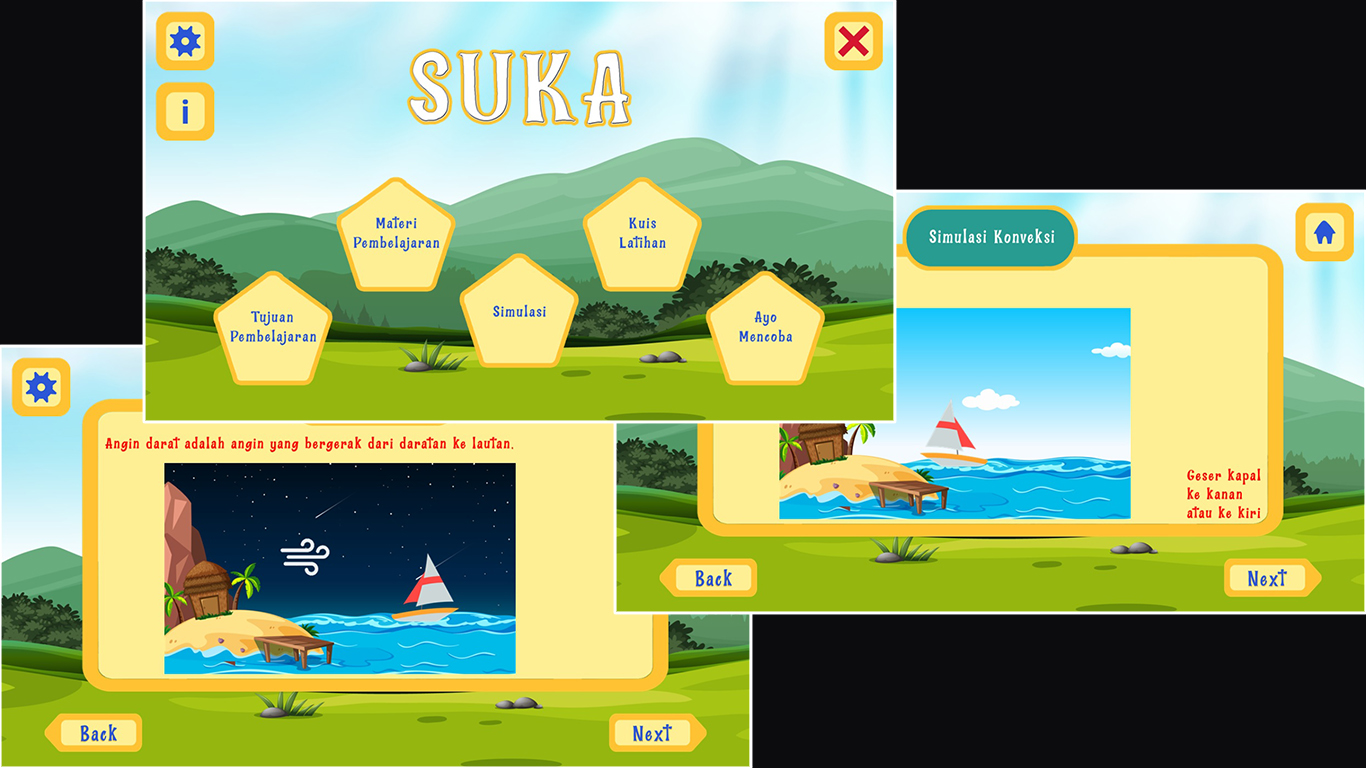 i
SUKA
Materi
Pembelajaran
Kuis
Latihan
Tujuan
Pembelajaran
Simulasi
Ayo
Mencoba
Simulasi Konveksi
Geser kapal
ke kanan
atau ke kiri
Back
Next
Angin darat adalah angin yang bergerak dari daratan ke lautan.
Back
Next